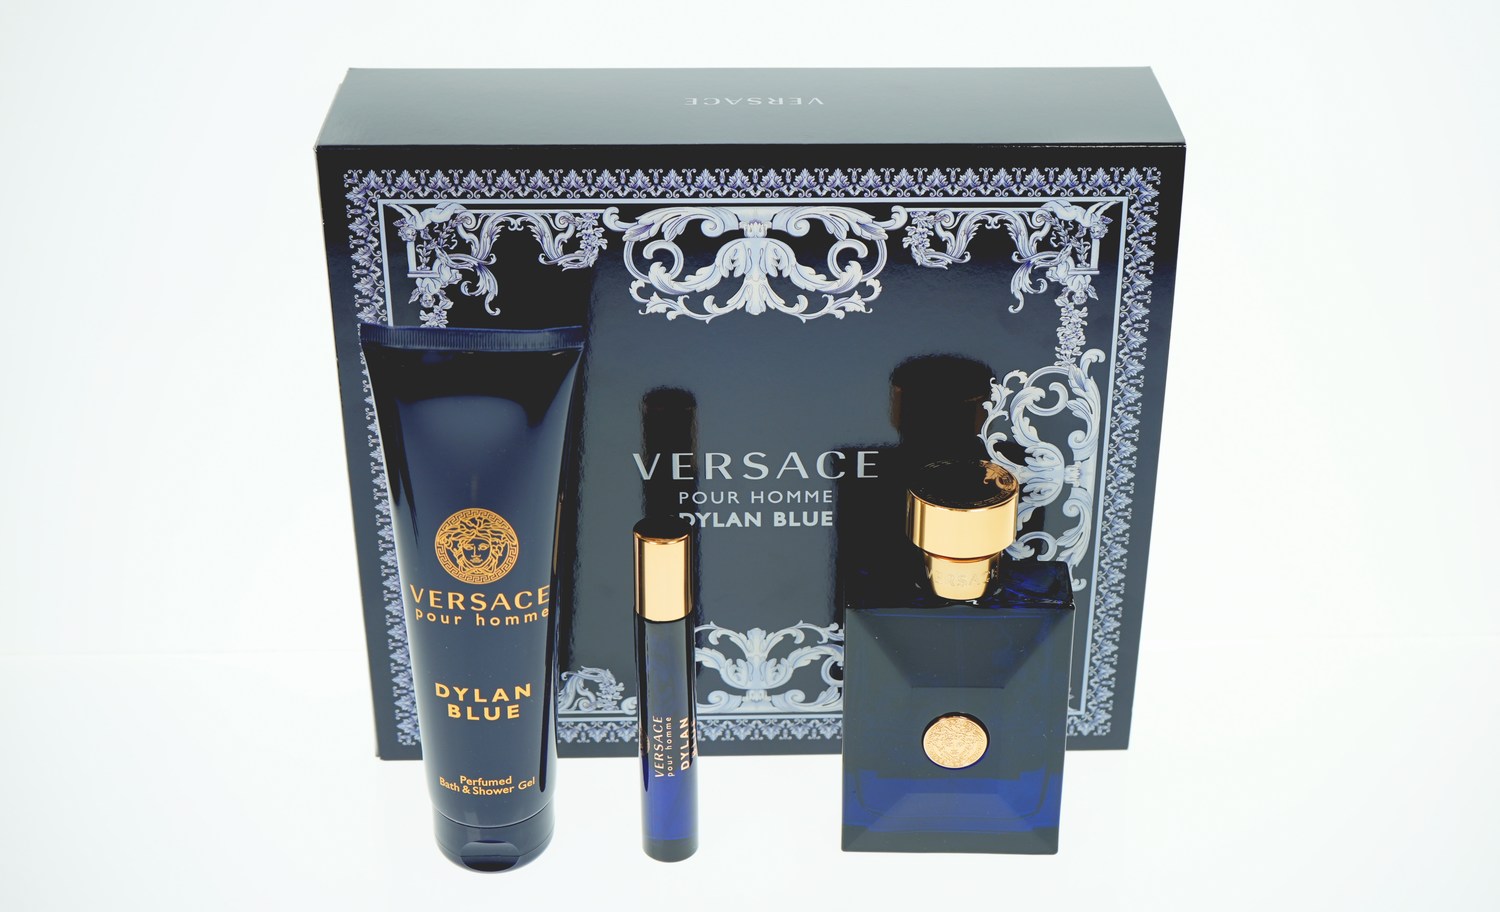 VERSACE
VERSACE
POUR HOMME
DYLAN BLUE
VERSACE
pour homme
DYLAN
BLUE
Perfumed
Bath & Shower Gel
VERSACE
pour homme
DYLAN
VERSACE